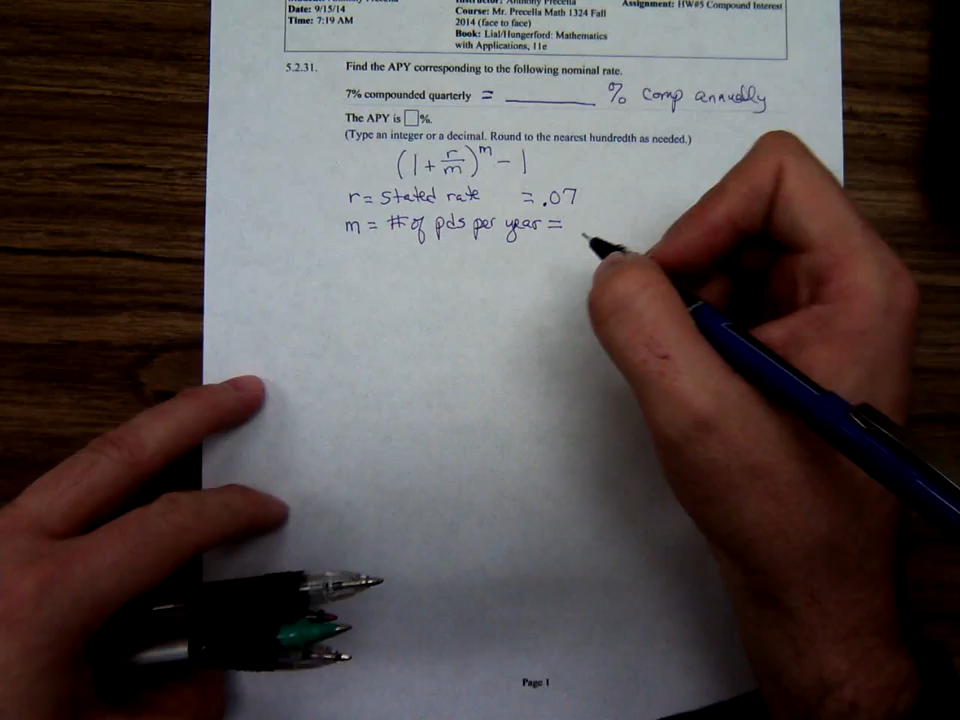 Date: 9/15/14
Time: 7:19 AM
Course: Mr. Precella Math 1324 Fall
2014 (face to face)
Book: Lial/Hungerford: Mathematics
with Applications, 11e
Assignment: HW#5 Compound Interest
5.2.31. Find the APY corresponding to the following nominal rate.
7% compounded quarterly = ________ % comp annually
The APY is □%.
(Type an integer or a decimal. Round to the nearest hundredth as needed.)
(1 + r/m)^m - 1
r = stated rate = .07
m = # of pds per year =
Page 1